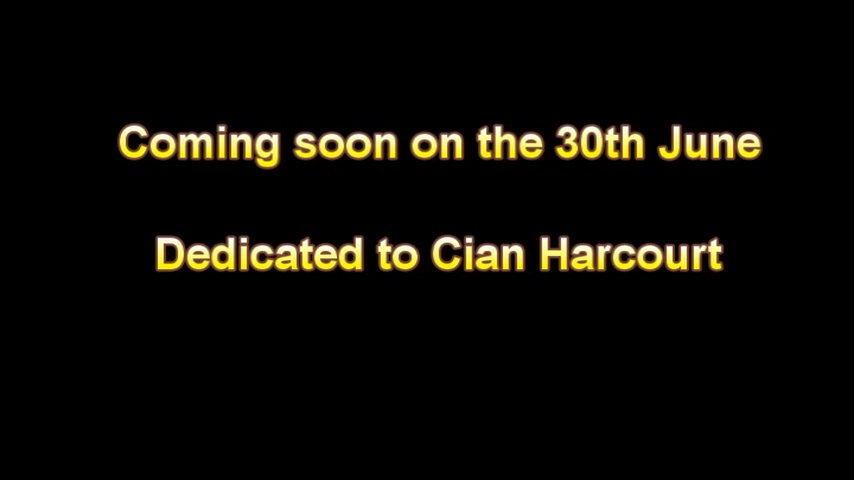 Coming soon on the 30th June
Dedicated to Cian Harcourt